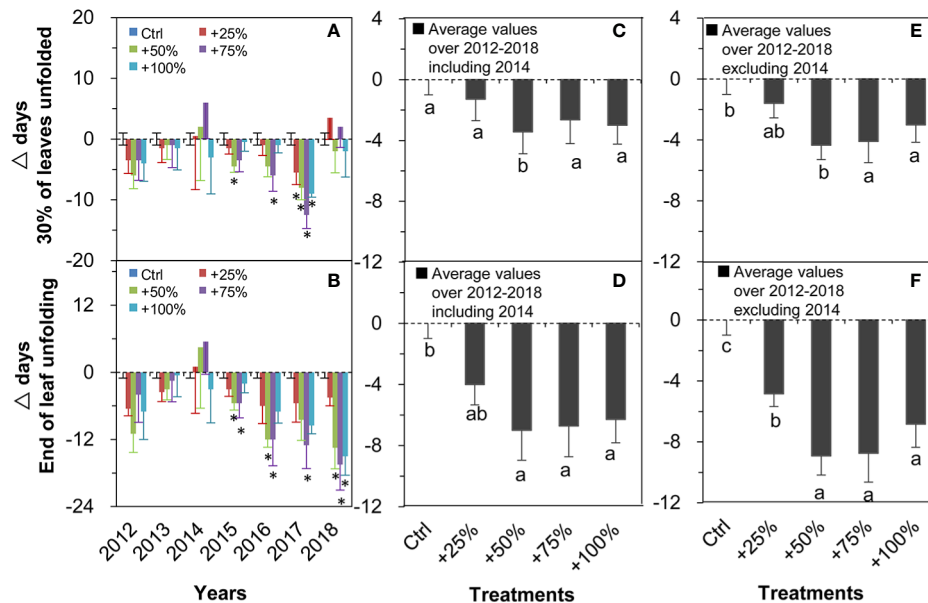 △ days
30% of leaves unfolded
20
10
0
-10
-20
Ctrl
+25%
+50%
+75%
+100%
A
*
*
*
*
*
*
4
0
-4
-8
-12
Average values
over 2012-2018
including 2014
C
a
a
b
a
a
4
0
-4
-8
-12
Average values
over 2012-2018
excluding 2014
E
b
ab
b
a
a
△ days
End of leaf unfolding
12
0
-12
-24
Ctrl
+25%
+50%
+75%
+100%
B
*
*
*
*
*
*
*
*
2012
2013
2014
2015
2016
2017
2018
Years
0
-4
-8
-12
Average values
over 2012-2018
including 2014
D
b
ab
a
a
a
Ctrl
+25%
+50%
+75%
+100%
Treatments
0
-4
-8
-12
Average values
over 2012-2018
excluding 2014
F
c
b
a
a
a
Ctrl
+25%
+50%
+75%
+100%
Treatments